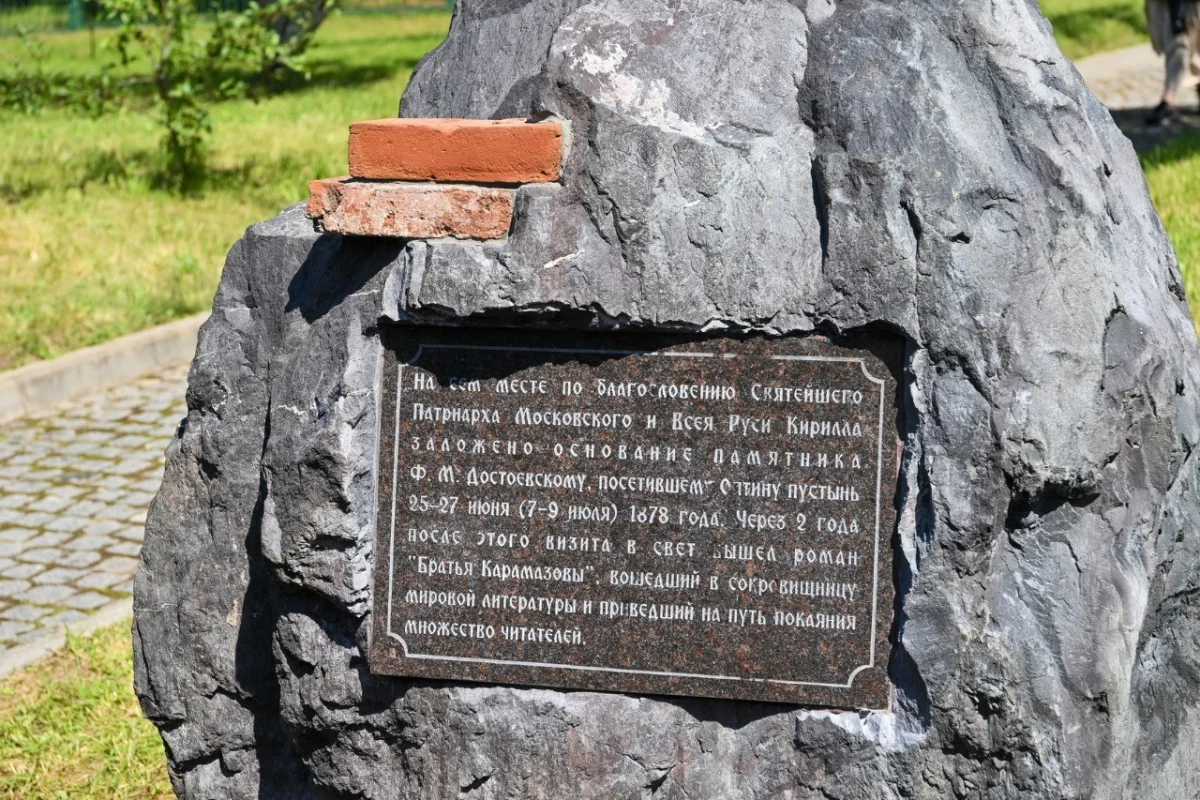 На сем месте по благословению Святейшего
Патриарха Московского и Всея Руси Кирилла
заложено основание памятника
Ф. М. Достоевскому, посетившему Оптину пустынь
25-27 июня (7-9 июля) 1878 года. Через 2 года
после этого визита в свет вышел роман
"Братья Карамазовы", вошедший в сокровищницу
мировой литературы и приведший на путь покаяния
множество читателей.